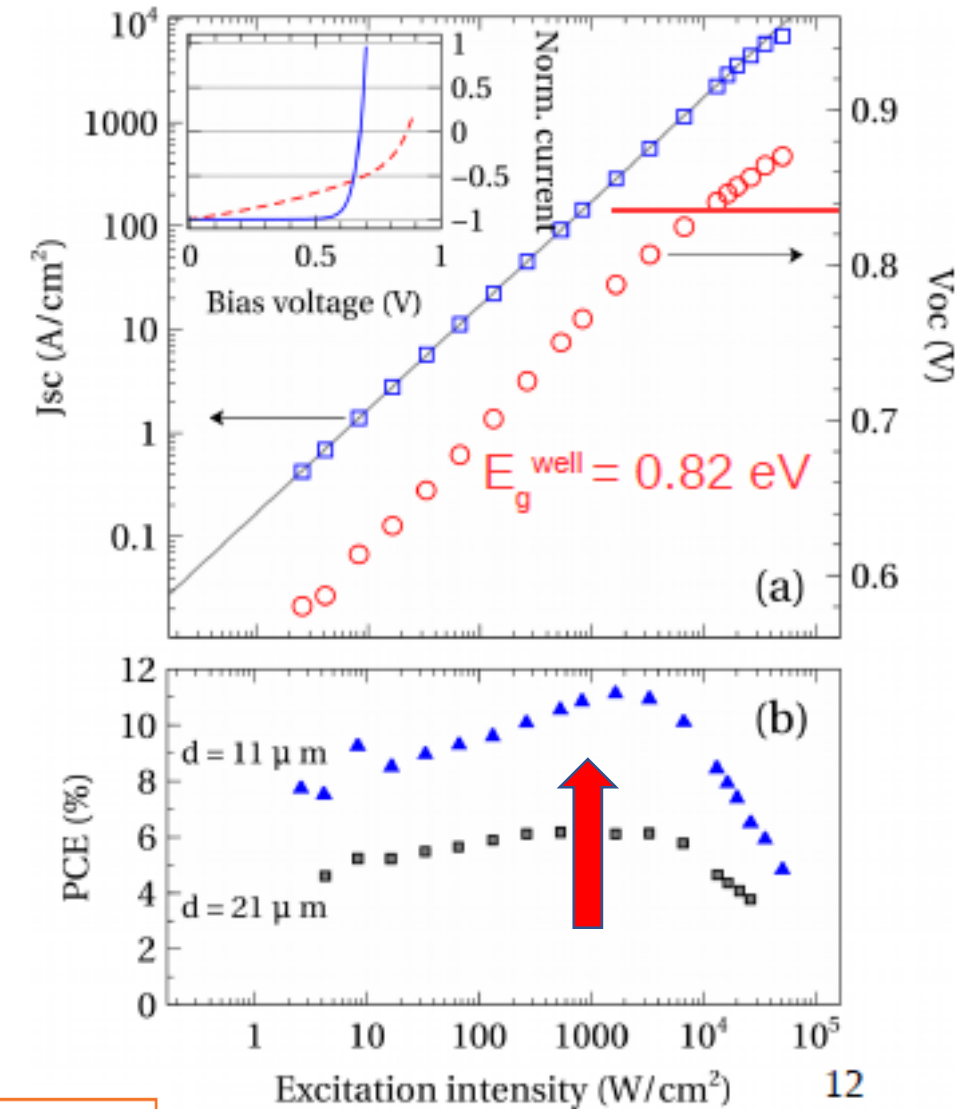 10⁴
1000
100
10
1
0.1
Jsc (A/cm²)
1
0.5
0
−0.5
−1
Norm. current
0 0.5 1
Bias voltage (V)
0.9
0.8
0.7
0.6
Voc (V)
E_g^well = 0.82 eV
(a)
12
10
8
6
4
2
0
PCE (%)
(b)
d = 11 μ m
d = 21 μ m
1 10 100 1000 10⁴ 10⁵
Excitation intensity (W/cm²)
12